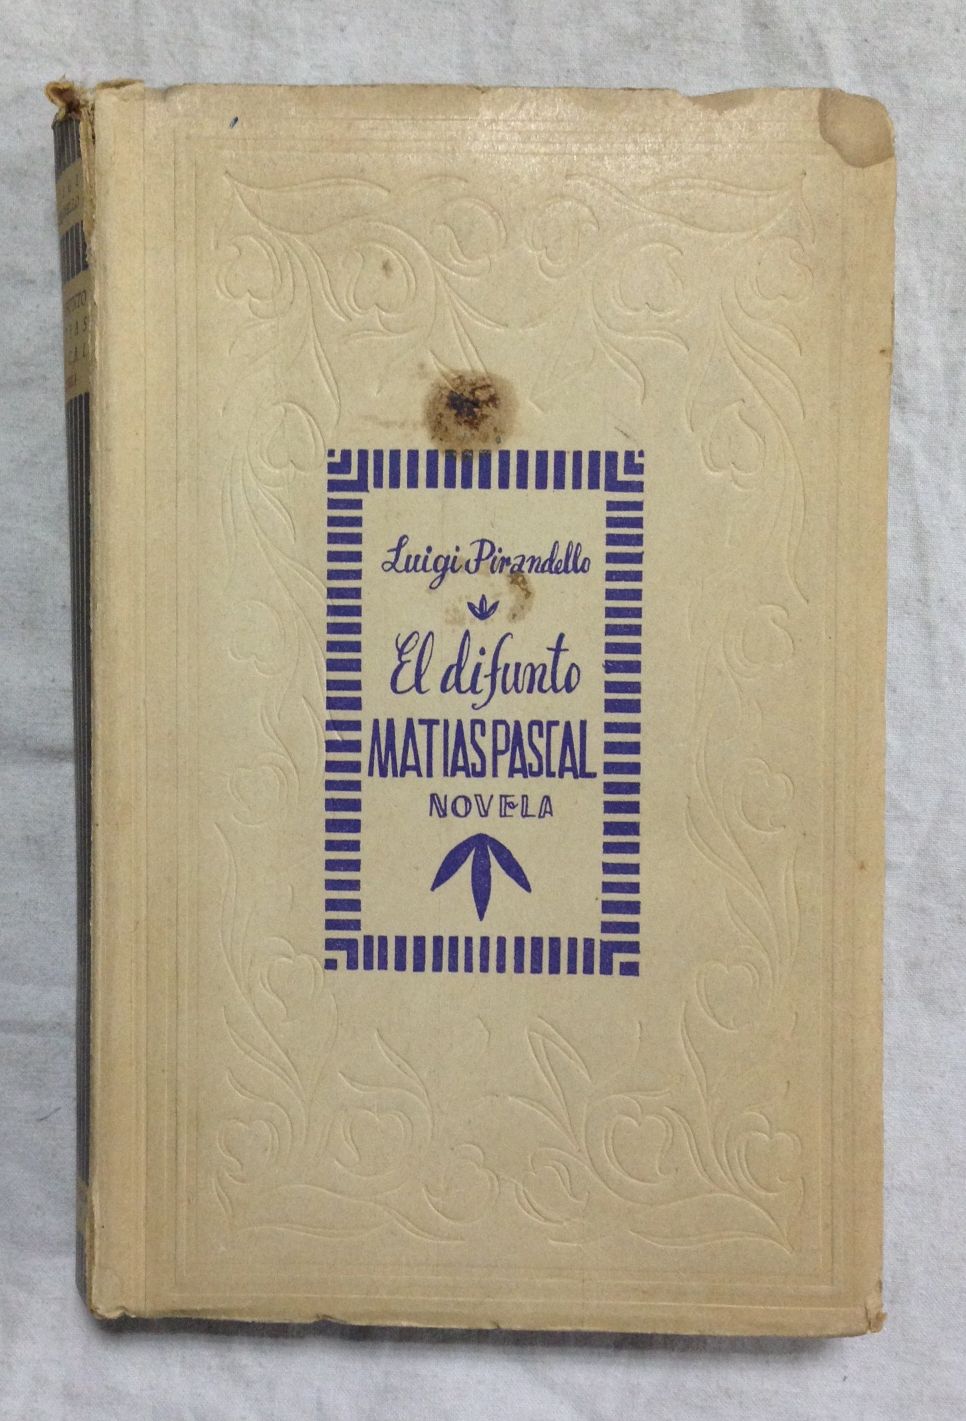 Luigi Pirandello
El difunto
MATIAS PASCAL
NOVELA